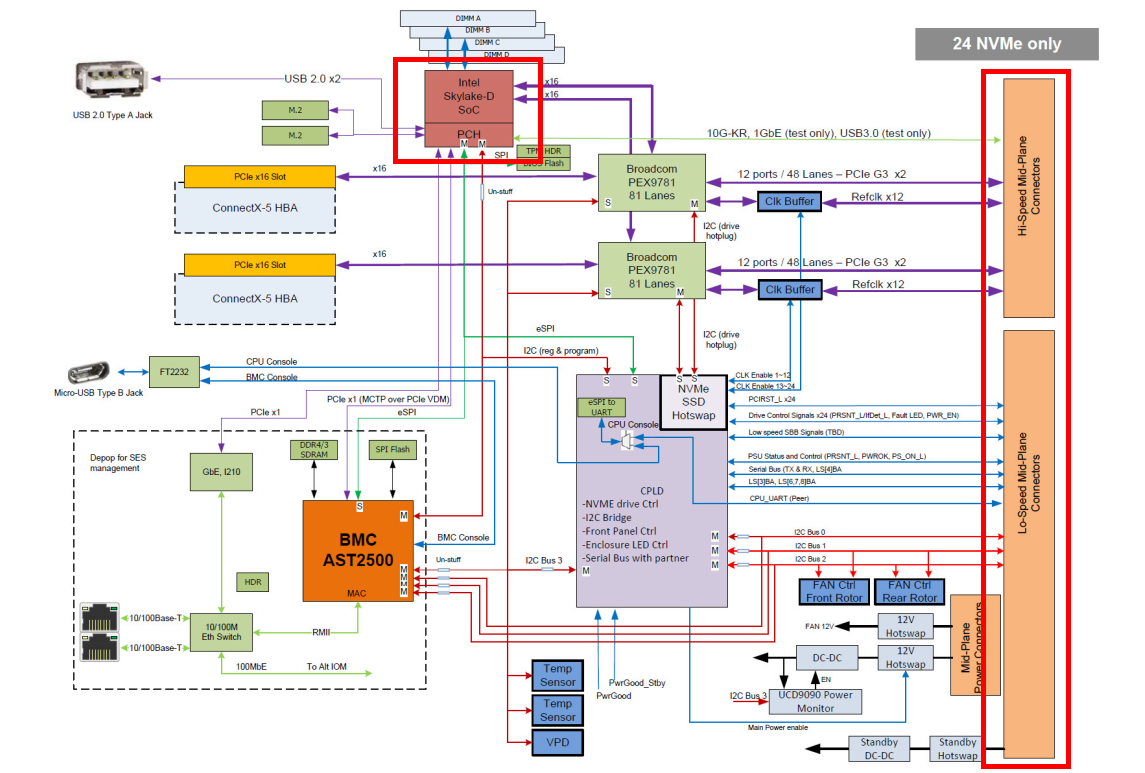 24 NVMe only
DIMM A
DIMM B
DIMM C
DIMM D
USB 2.0 Type A Jack
USB 2.0 x2
M.2
M.2
Intel
Skylake-D
SoC
PCH
M
M
x16
x16
SPI
TPM HDR
BIOS Flash
10G-KR, 1GbE (test only), USB3.0 (test only)
Hi-Speed Mid-Plane
Connectors
PCIe x16 Slot
ConnectX-5 HBA
x16
Un-stuff
Broadcom
PEX9781
81 Lanes
S
M
12 ports / 48 Lanes – PCIe G3 x2
Clk Buffer
Refclk x12
I2C (drive
hotplug)
PCIe x16 Slot
ConnectX-5 HBA
x16
Broadcom
PEX9781
81 Lanes
S
M
12 ports / 48 Lanes – PCIe G3 x2
Clk Buffer
Refclk x12
I2C (drive
hotplug)
eSPI
I2C (reg & program)
Micro-USB Type B Jack
FT2232
CPU Console
BMC Console
PCIe x1
PCIe x1 (MCTP over PCIe VDM)
eSPI
S
S
S
S
NVMe
SSD
Hotswap
eSPI to
UART
CPU Console
CPLD
-NVME drive Ctrl
-I2C Bridge
-Front Panel Ctrl
-Enclosure LED Ctrl
-Serial Bus with partner
M
M
M
M
CLK Enable 1~12
CLK Enable 13~24
PCIRST_L x24
Drive Control Signals x24 (PRSNT_L/IfDet_L, Fault LED, PWR_EN)
Low speed SBB Signals (TBD)
PSU Status and Control (PRSNT_L, PWROK, PS_ON_L)
Serial Bus (TX & RX, LS[4]BA
LS[3]BA, LS[6,7,8]BA
CPU_UART (Peer)
I2C Bus 0
I2C Bus 1
I2C Bus 2
Lo-Speed Mid-Plane
Connectors
Depop for SES
management
GbE, I210
DDR4/3
SDRAM
SPI Flash
S
M
BMC
AST2500
MAC
M
M
M
M
BMC Console
Un-stuff
I2C Bus 3
HDR
10/100Base-T
10/100Base-T
10/100M
Eth Switch
RMII
100MbE
To Alt IOM
FAN Ctrl
Front Rotor
FAN Ctrl
Rear Rotor
FAN 12V
12V
Hotswap
12V
Hotswap
DC-DC
EN
Mid-Plane
Power Connectors
I2C Bus 3
UCD9090 Power
Monitor
Main Power enable
PwrGood_Stby
PwrGood
Temp
Sensor
Temp
Sensor
VPD
Standby
DC-DC
Standby
Hotswap